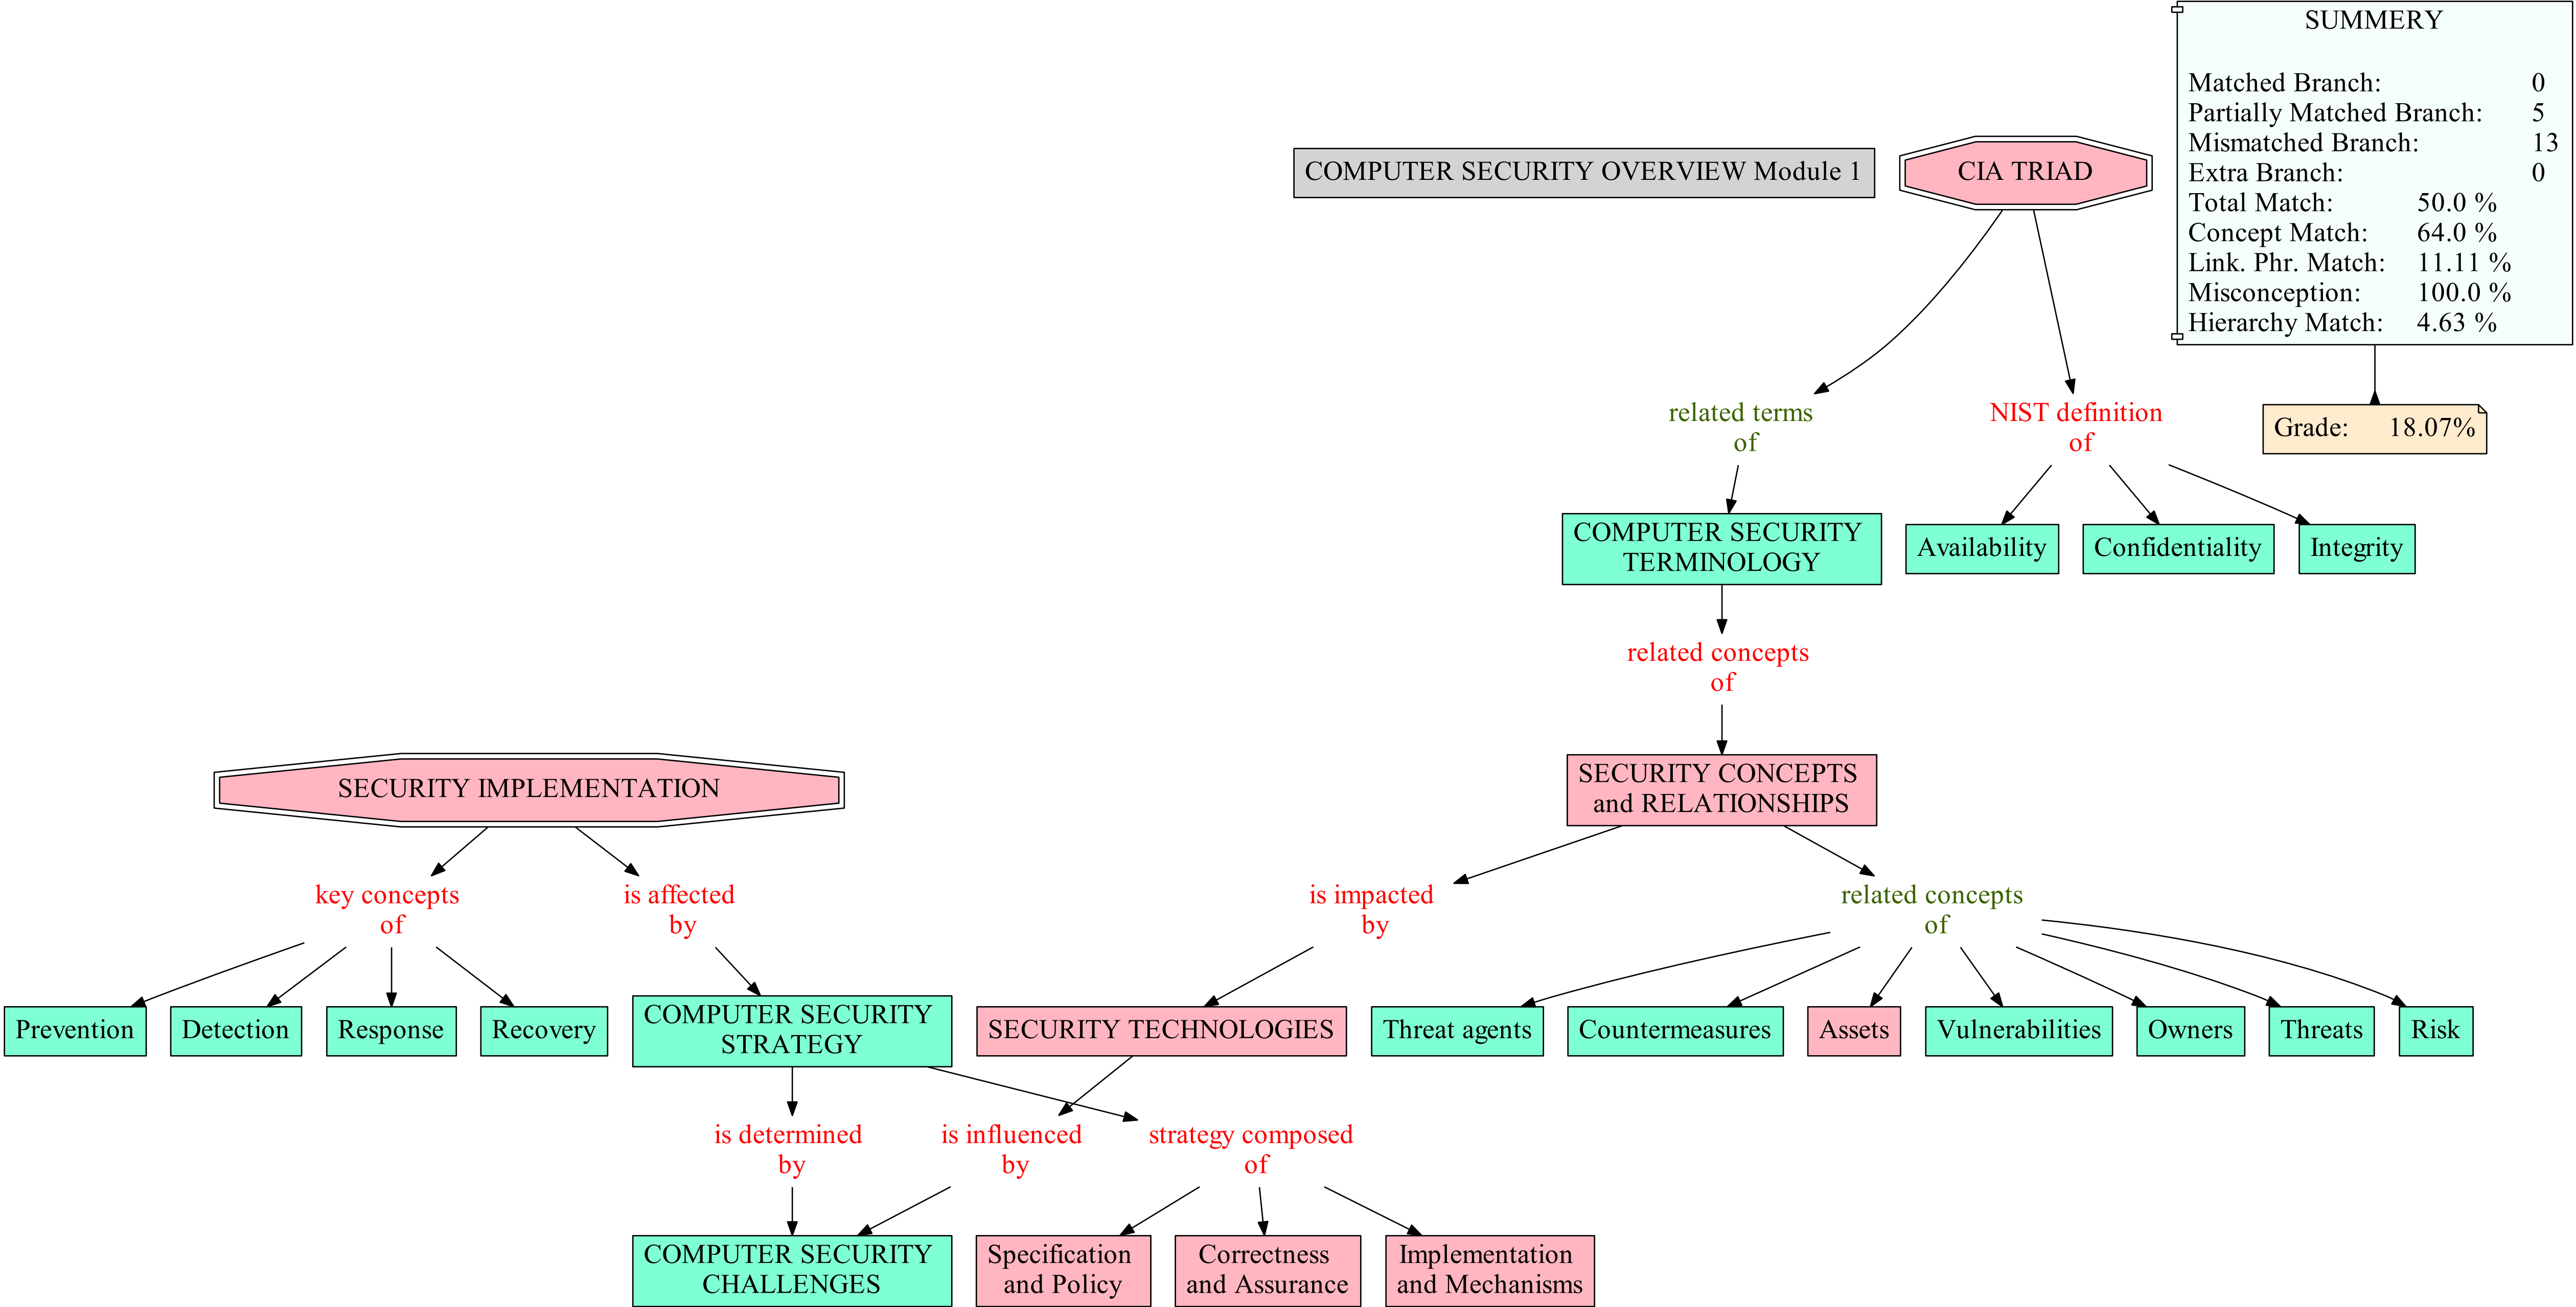 SUMMERY
Matched Branch: 0
Partially Matched Branch: 5
Mismatched Branch: 13
Extra Branch: 0
Total Match: 50.0 %
Concept Match: 64.0 %
Link. Phr. Match: 11.11 %
Misconception: 100.0 %
Hierarchy Match: 4.63 %
COMPUTER SECURITY OVERVIEW Module 1
CIA TRIAD
related terms
of
NIST definition
of
Grade: 18.07%
COMPUTER SECURITY
TERMINOLOGY
Availability
Confidentiality
Integrity
related concepts
of
SECURITY IMPLEMENTATION
SECURITY CONCEPTS
and RELATIONSHIPS
key concepts
of
is affected
by
is impacted
by
related concepts
of
Prevention
Detection
Response
Recovery
COMPUTER SECURITY
STRATEGY
SECURITY TECHNOLOGIES
Threat agents
Countermeasures
Assets
Vulnerabilities
Owners
Threats
Risk
is determined
by
is influenced
by
strategy composed
of
COMPUTER SECURITY
CHALLENGES
Specification
and Policy
Correctness
and Assurance
Implementation
and Mechanisms